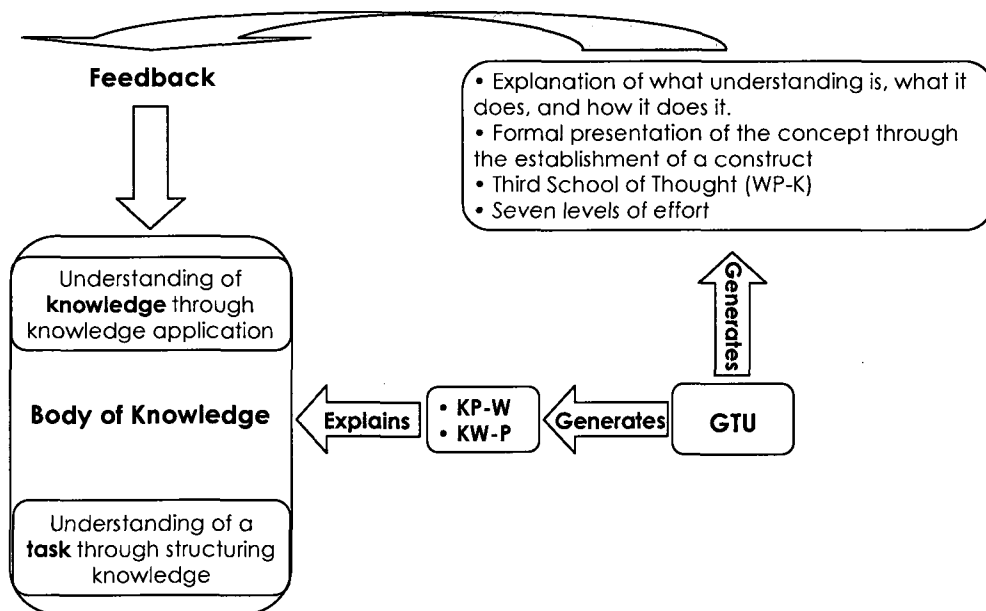 Feedback
• Explanation of what understanding is, what it
does, and how it does it.
• Formal presentation of the concept through
the establishment of a construct
• Third School of Thought (WP-K)
• Seven levels of effort
Understanding of
knowledge through
knowledge application
Body of Knowledge
Understanding of a
task through structuring
knowledge
Explains
• KP-W
• KW-P
Generates
GTU
Generates